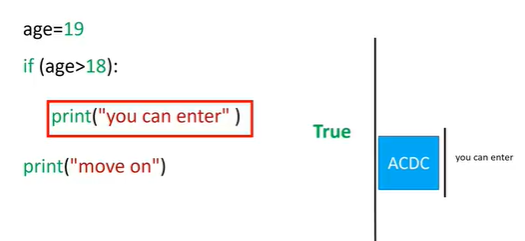 age=19
if (age>18):
print("you can enter" )
print("move on")
True
ACDC
you can enter